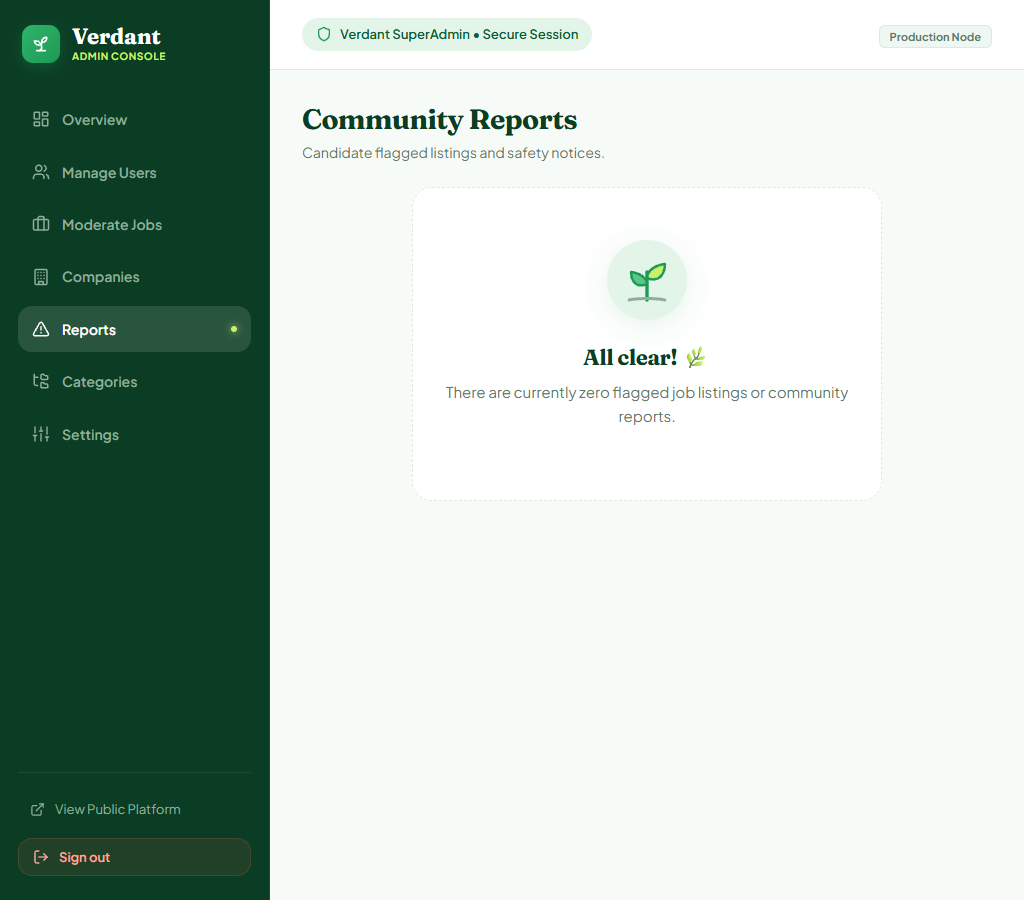 Verdant
ADMIN CONSOLE
Overview
Manage Users
Moderate Jobs
Companies
Reports
Categories
Settings
View Public Platform
Sign out
Verdant SuperAdmin • Secure Session
Production Node
Community Reports
Candidate flagged listings and safety notices.
All clear! 🌿
There are currently zero flagged job listings or community
reports.